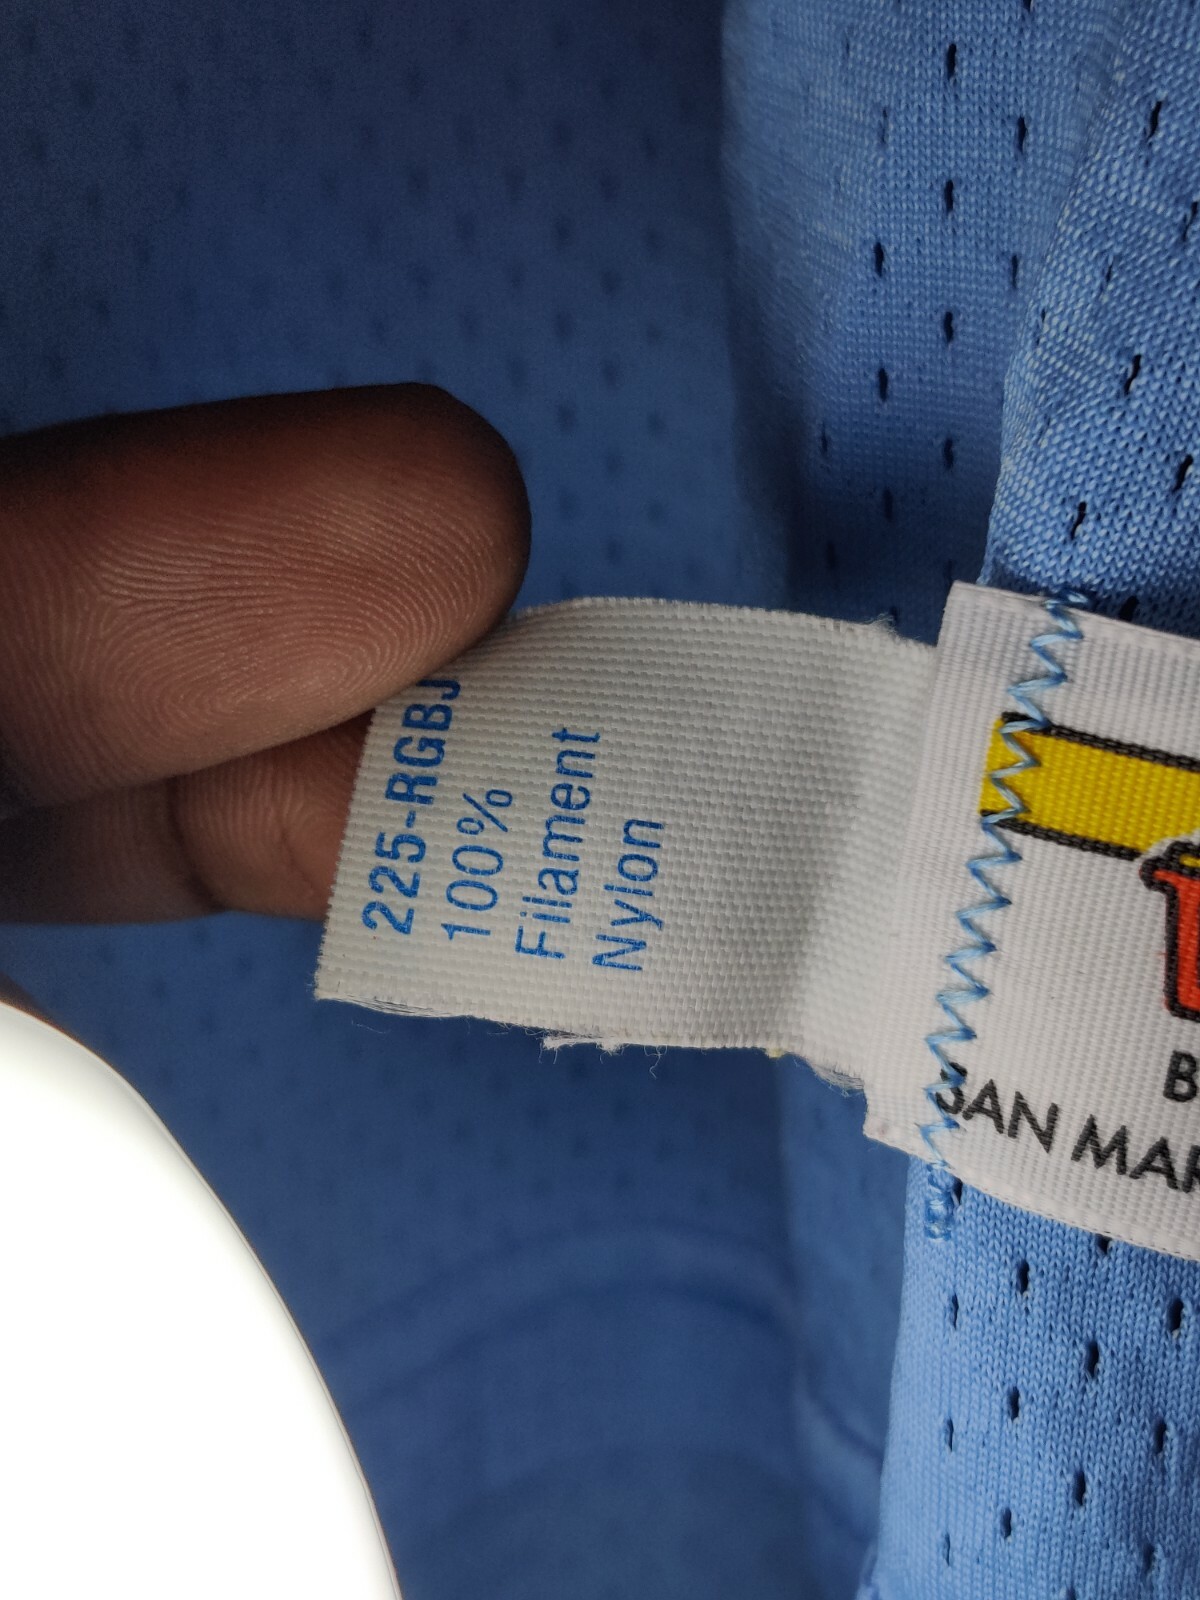 225-RGBJ
100%
Filament
Nylon
B
SAN MAR